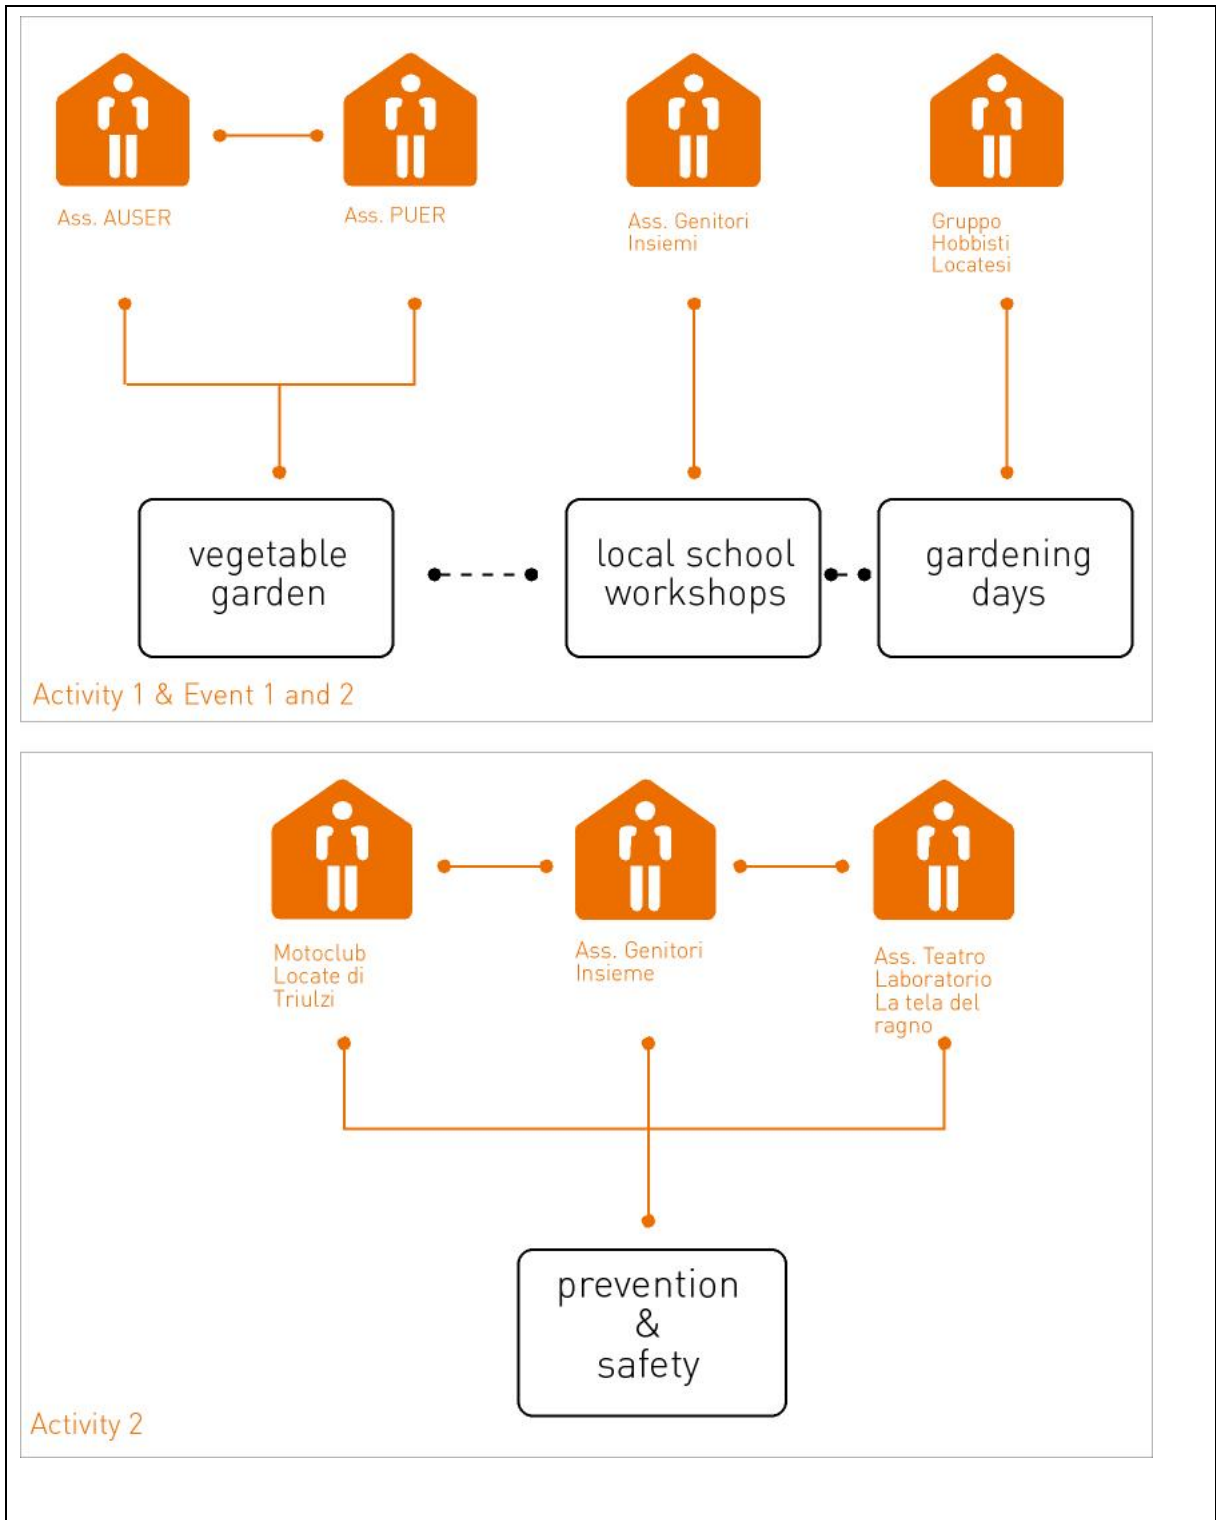 Ass. AUSER
Ass. PUER
Ass. Genitori
Insiemi
Gruppo
Hobbisti
Locatesi
vegetable
garden
local school
workshops
gardening
days
Activity 1 & Event 1 and 2
Motoclub
Locate di
Triulzi
Ass. Genitori
Insieme
Ass. Teatro
Laboratorio
La tela del
ragno
prevention
&
safety
Activity 2